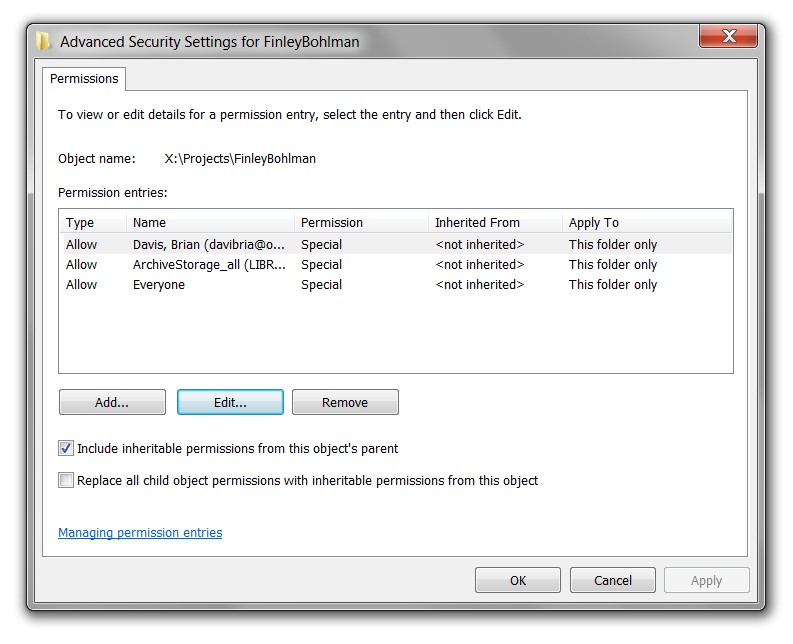 Advanced Security Settings for FinleyBohlman
Permissions
To view or edit details for a permission entry, select the entry and then click Edit.
Object name: X:\Projects\FinleyBohlman
Permission entries:
Type Name Permission Inherited From Apply To
Allow Davis, Brian (davibria@o... Special <not inherited> This folder only
Allow ArchiveStorage_all (LIBR... Special <not inherited> This folder only
Allow Everyone Special <not inherited> This folder only
Add... Edit... Remove
Include inheritable permissions from this object's parent
Replace all child object permissions with inheritable permissions from this object
Managing permission entries
OK Cancel Apply